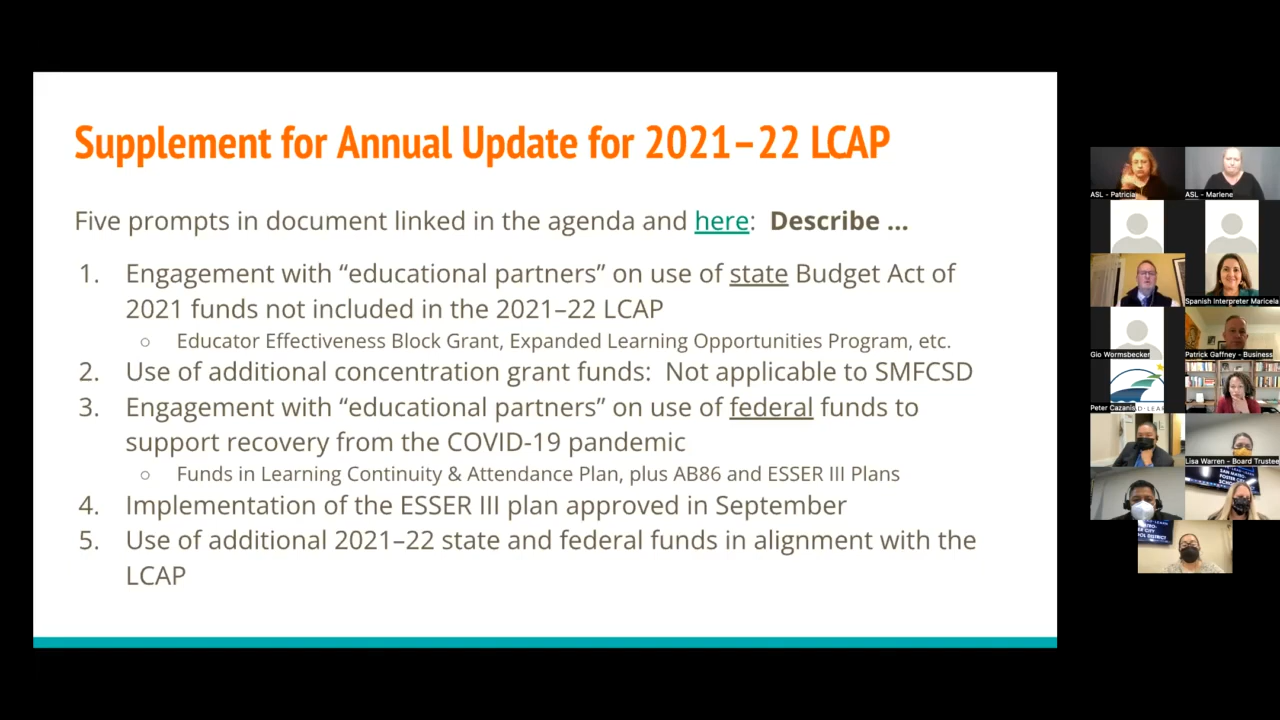 Supplement for Annual Update for 2021–22 LCAP
Five prompts in document linked in the agenda and here: Describe ...
1. Engagement with “educational partners” on use of state Budget Act of
2021 funds not included in the 2021–22 LCAP
○ Educator Effectiveness Block Grant, Expanded Learning Opportunities Program, etc.
2. Use of additional concentration grant funds: Not applicable to SMFCSD
3. Engagement with “educational partners” on use of federal funds to
support recovery from the COVID-19 pandemic
○ Funds in Learning Continuity & Attendance Plan, plus AB86 and ESSER III Plans
4. Implementation of the ESSER III plan approved in September
5. Use of additional 2021–22 state and federal funds in alignment with the
LCAP
ASL - Patricia
ASL - Marlene
Spanish Interpreter Maricela
Gio Wormsbecker
Patrick Gaffney - Business
Peter Cazanis
Lisa Warren - Board Trustee
SAN MATEO-
FOSTER CITY